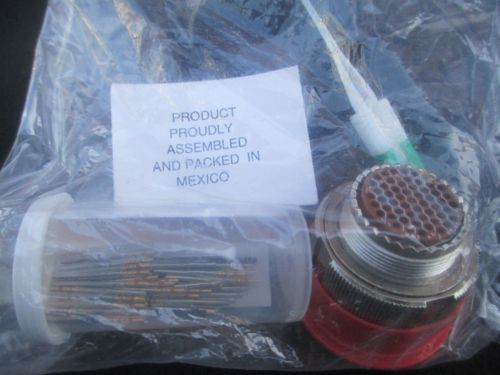 PRODUCT
PROUDLY
ASSEMBLED
AND PACKED IN
MEXICO